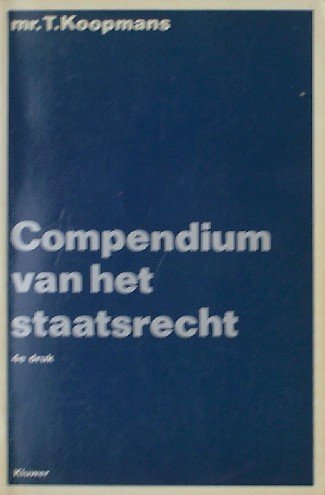 mr. T. Koopmans
Compendium
van het
staatsrecht
4e druk
Kluwer